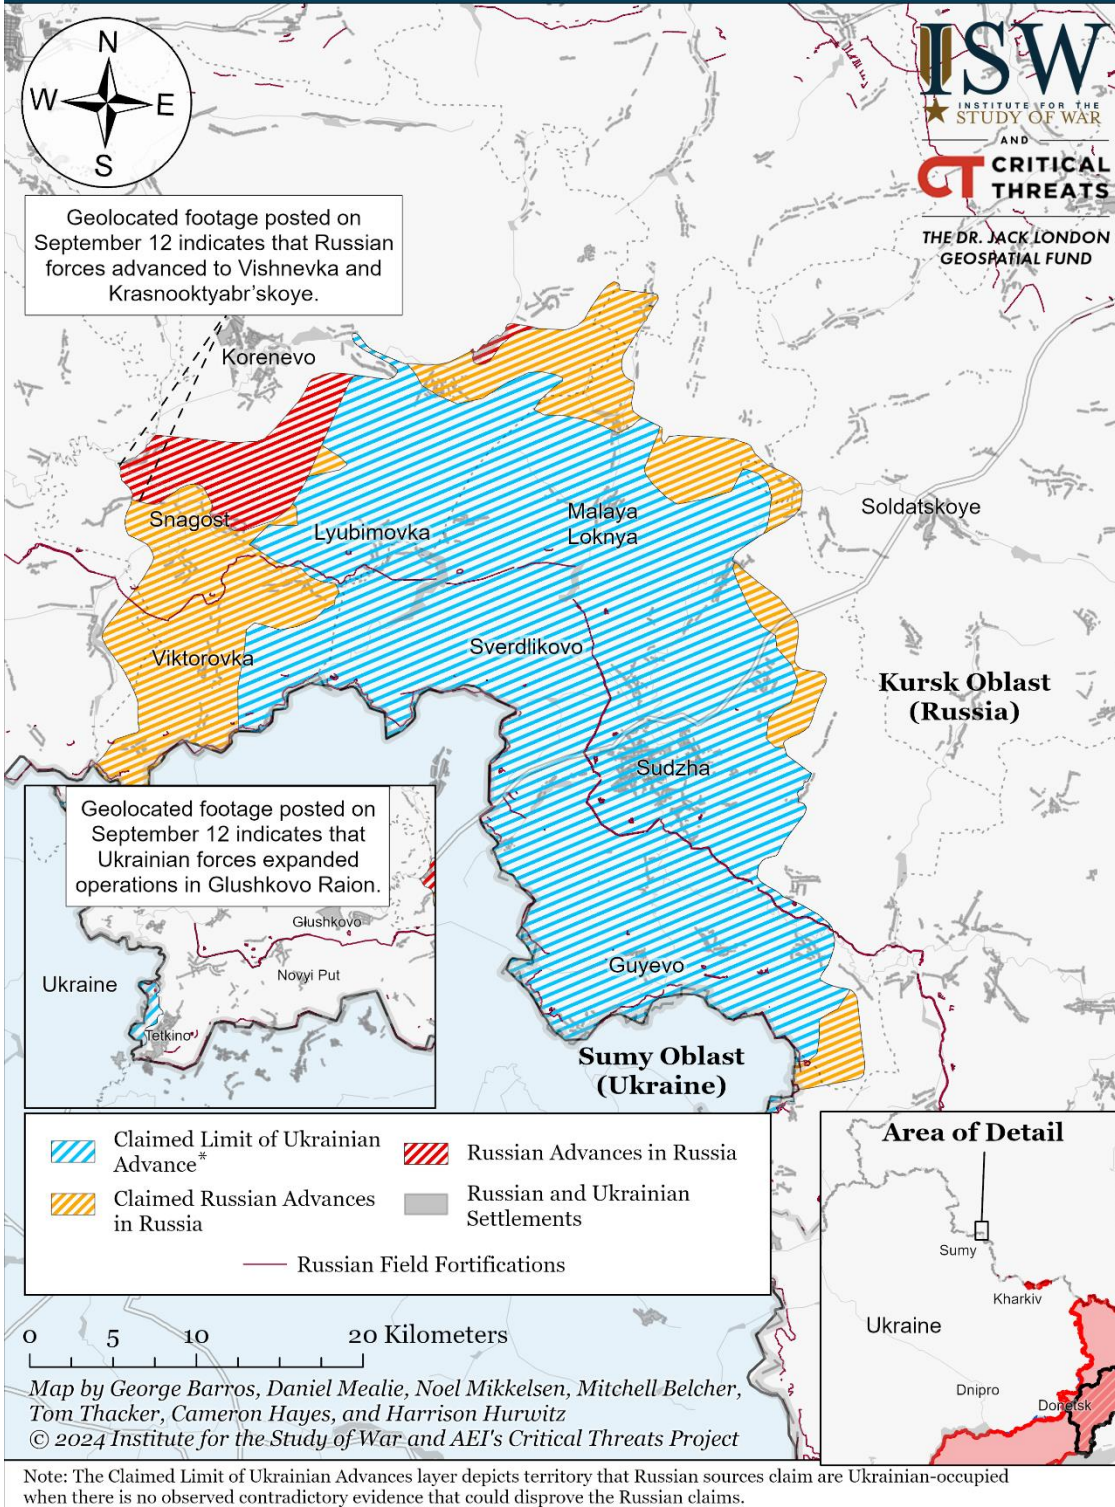 N
W
E
S
ISW
INSTITUTE FOR THE
STUDY OF WAR
AND
CT CRITICAL
THREATS
THE DR. JACK LONDON
GEOSPATIAL FUND
Geolocated footage posted on
September 12 indicates that Russian
forces advanced to Vishnevka and
Krasnooktyabr'skoye.
Korenevo
Snagost
Lyubimovka
Malaya
Loknya
Soldatskoye
Viktorovka
Sverdlikovo
Kursk Oblast
(Russia)
Sudzha
Geolocated footage posted on
September 12 indicates that
Ukrainian forces expanded
operations in Glushkovo Raion.
Glushkovo
Novyi Put
Ukraine
Tetkino
Guyevo
Sumy Oblast
(Ukraine)
Claimed Limit of Ukrainian
Advance*
Russian Advances in Russia
Claimed Russian Advances
in Russia
Russian and Ukrainian
Settlements
Russian Field Fortifications
Area of Detail
Sumy
Kharkiv
Ukraine
Dnipro
Donetsk
0 5 10 20 Kilometers
Map by George Barros, Daniel Mealie, Noel Mikkelsen, Mitchell Belcher,
Tom Thacker, Cameron Hayes, and Harrison Hurwitz
© 2024 Institute for the Study of War and AEI's Critical Threats Project
Note: The Claimed Limit of Ukrainian Advances layer depicts territory that Russian sources claim are Ukrainian-occupied
when there is no observed contradictory evidence that could disprove the Russian claims.